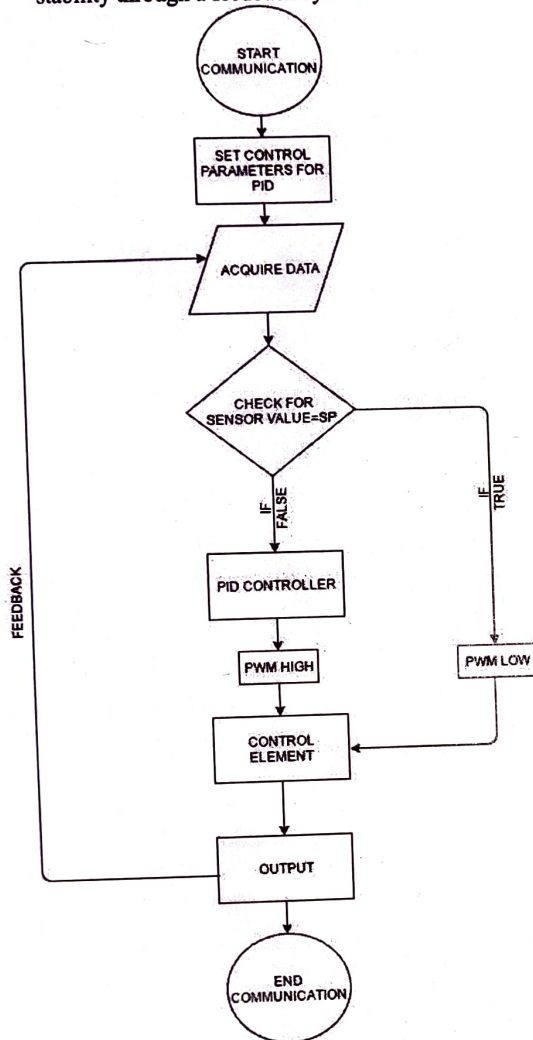 stability through a feedback
START
COMMUNICATION
SET CONTROL
PARAMETERS FOR
PID
ACQUIRE DATA
CHECK FOR
SENSOR VALUE=SP
IF
FALSE
IF
TRUE
FEEDBACK
PID CONTROLLER
PWM HIGH
PWM LOW
CONTROL
ELEMENT
OUTPUT
END
COMMUNICATION